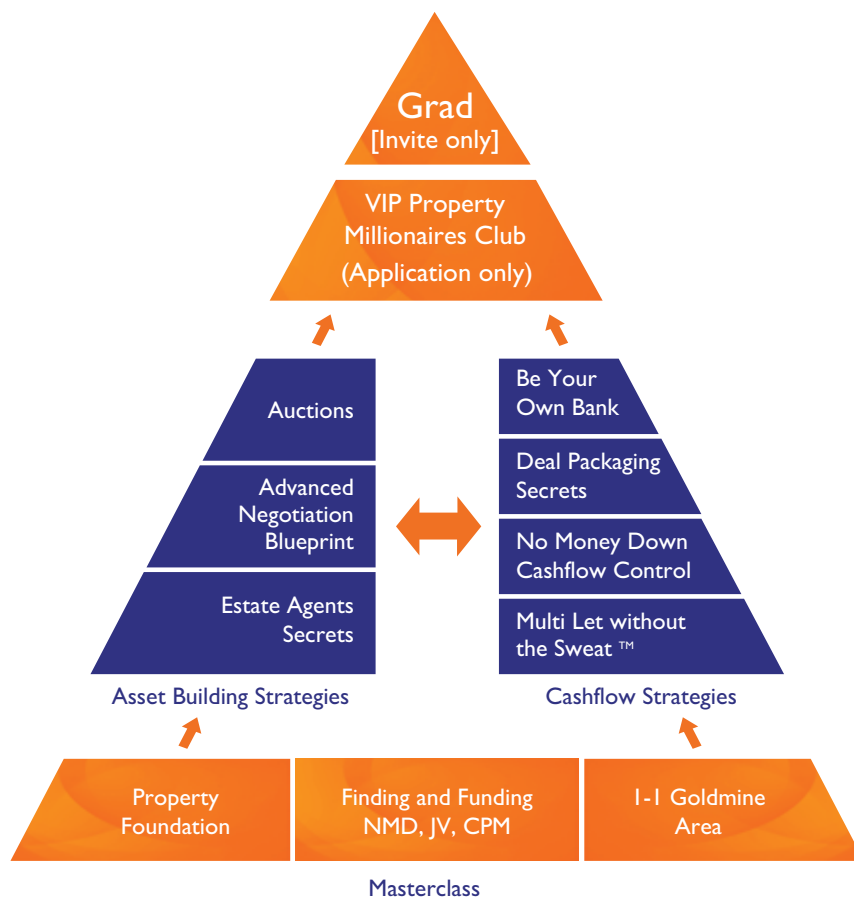 Grad
[Invite only]
VIP Property
Millionaires Club
(Application only)
Auctions
Advanced
Negotiation
Blueprint
Estate Agents
Secrets
Asset Building Strategies
Be Your
Own Bank
Deal Packaging
Secrets
No Money Down
Cashflow Control
Multi Let without
the Sweat ™
Cashflow Strategies
Property
Foundation
Finding and Funding
NMD, JV, CPM
1-1 Goldmine
Area
Masterclass